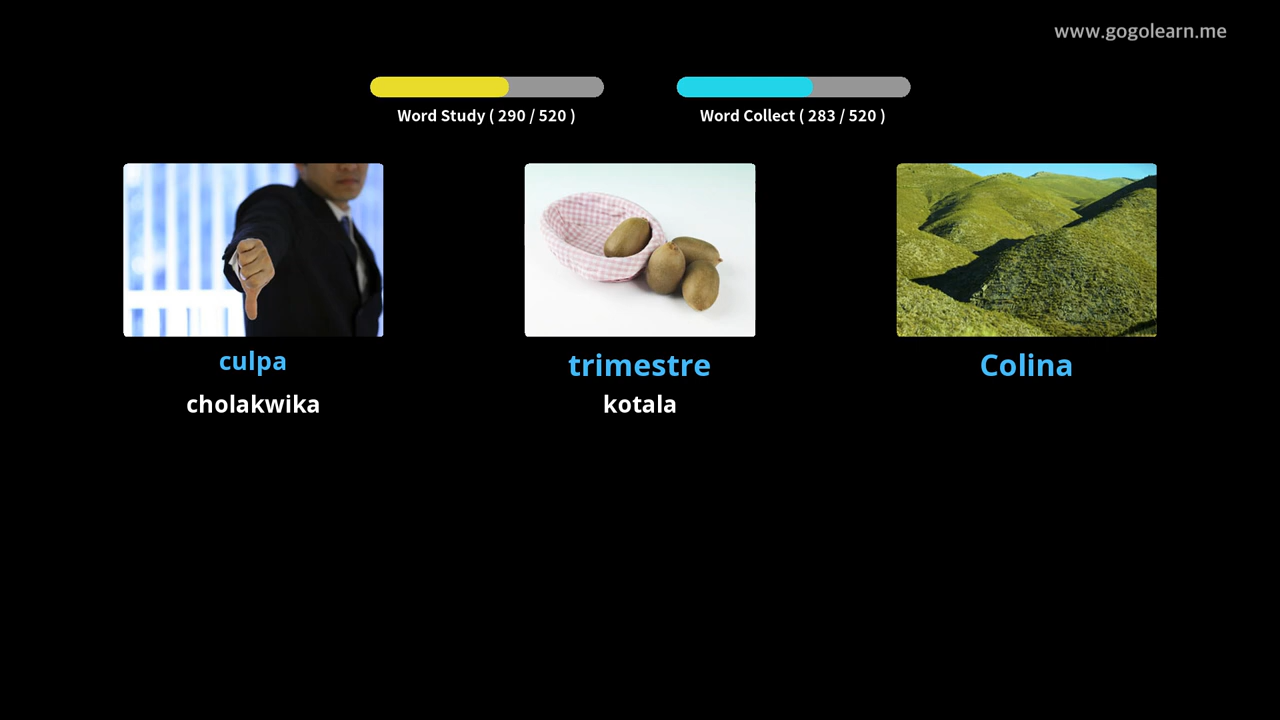 www.gogolearn.me
Word Study ( 290 / 520 )
Word Collect ( 283 / 520 )
culpa
trimestre
Colina
cholakwika
kotala